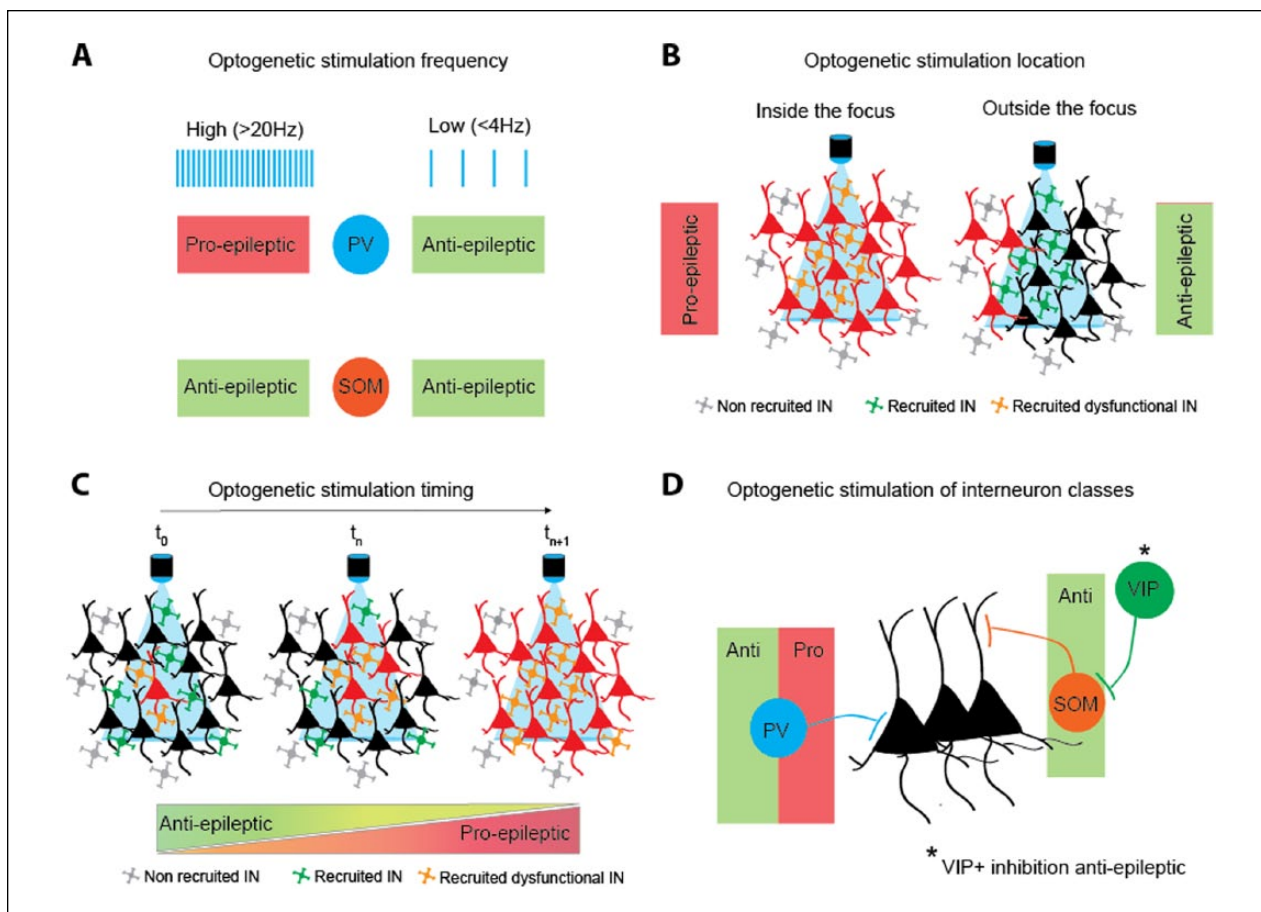 A
Optogenetic stimulation frequency
High (>20Hz)
Low (<4Hz)
Pro-epileptic
PV
Anti-epileptic
Anti-epileptic
SOM
Anti-epileptic
B
Optogenetic stimulation location
Inside the focus
Outside the focus
Pro-epileptic
Anti-epileptic
Non recruited IN
Recruited IN
Recruited dysfunctional IN
C
Optogenetic stimulation timing
t0
tn
tn+1
Anti-epileptic
Pro-epileptic
Non recruited IN
Recruited IN
Recruited dysfunctional IN
D
Optogenetic stimulation of interneuron classes
*
Anti
VIP
Anti
Pro
SOM
PV
* VIP+ inhibition anti-epileptic